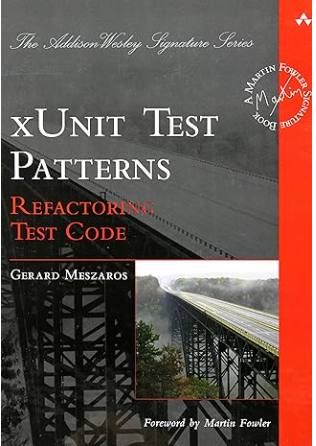 The Addison Wesley Signature Series
A MARTIN FOWLER SIGNATURE BOOK
Martin
xUnit Test
Patterns
Refactoring
Test Code
Gerard Meszaros
Foreword by Martin Fowler